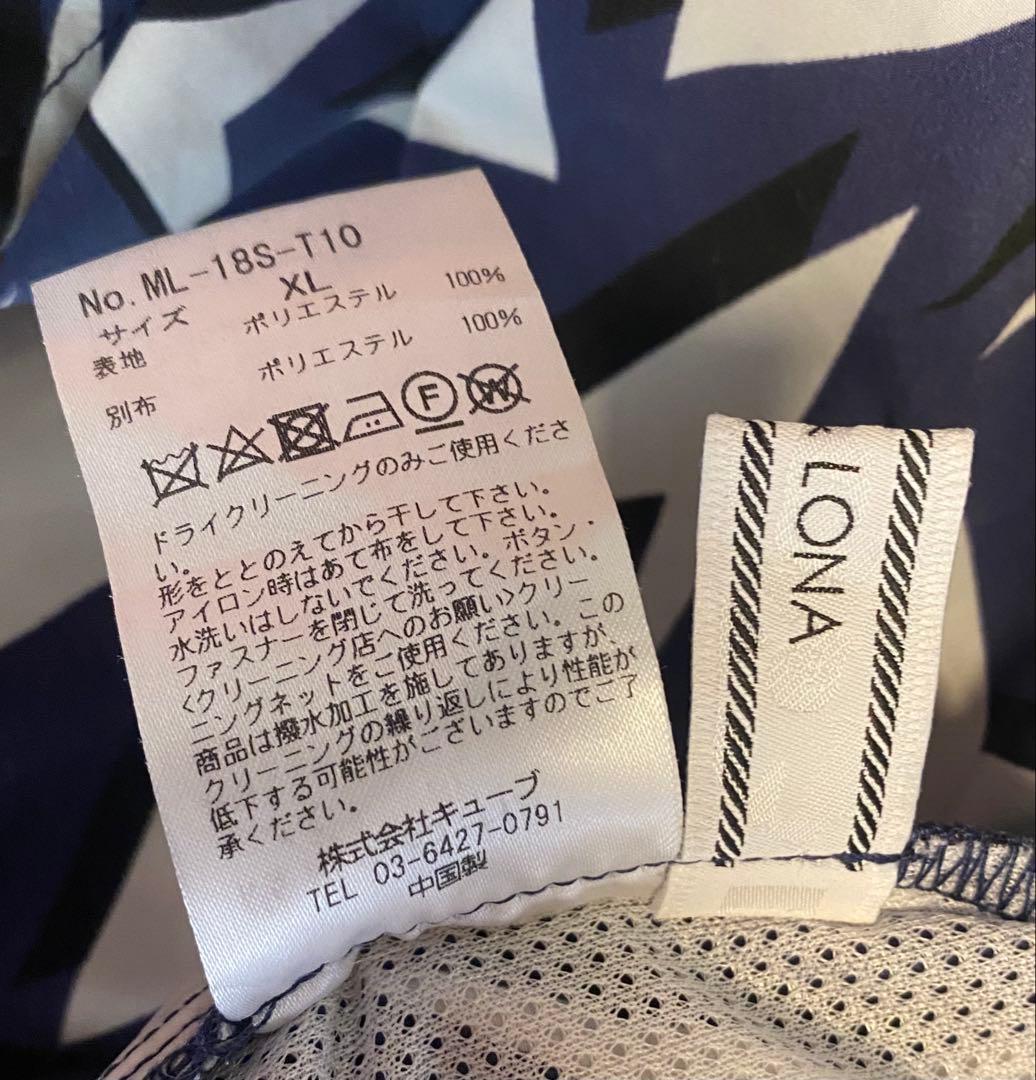 No. ML-18S-T10
サイズ XL
表地 ポリエステル 100%
別布 ポリエステル 100%
F
W
ドライクリーニングのみご使用くださ
い。
形をととのえてから干して下さい。
アイロン時はあて布をして下さい。
水洗いはしないでください。ボタン・
ファスナーを閉じて洗ってください。
<クリーニング店へのお願い>クリー
ニングネットをご使用ください。この
商品は撥水加工を施してありますが、
クリーニングの繰り返しにより性能が
低下する可能性がございますのでご了
承ください。
株式会社キューブ
TEL 03-6427-0791
中国製
LONA